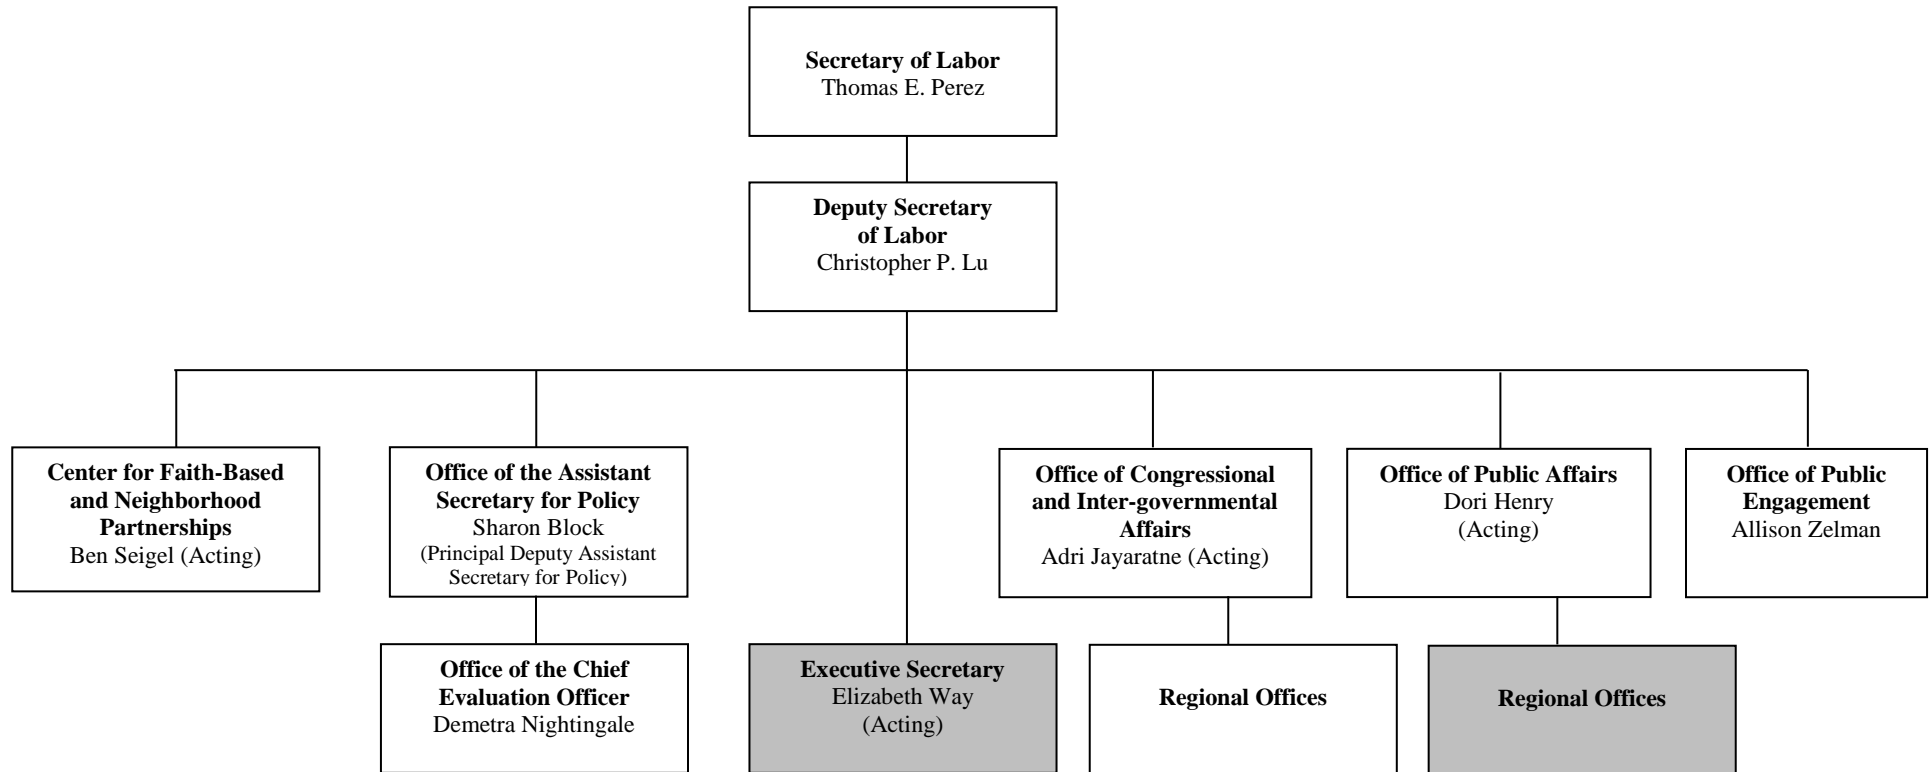 Secretary of Labor
Thomas E. Perez
Deputy Secretary
of Labor
Christopher P. Lu
Center for Faith-Based
and Neighborhood
Partnerships
Ben Seigel (Acting)
Office of the Assistant
Secretary for Policy
Sharon Block
(Principal Deputy Assistant
Secretary for Policy)
Office of Congressional
and Inter-governmental
Affairs
Adri Jayaratne (Acting)
Office of Public Affairs
Dori Henry
(Acting)
Office of Public
Engagement
Allison Zelman
Office of the Chief
Evaluation Officer
Demetra Nightingale
Executive Secretary
Elizabeth Way
(Acting)
Regional Offices
Regional Offices